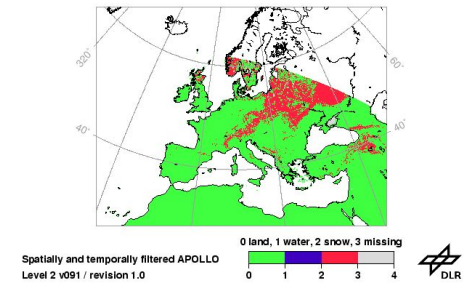 320°
60°
40°
40°
0 land, 1 water, 2 snow, 3 missing
Spatially and temporally filtered APOLLO
Level 2 v091 / revision 1.0
0 1 2 3 4
DLR